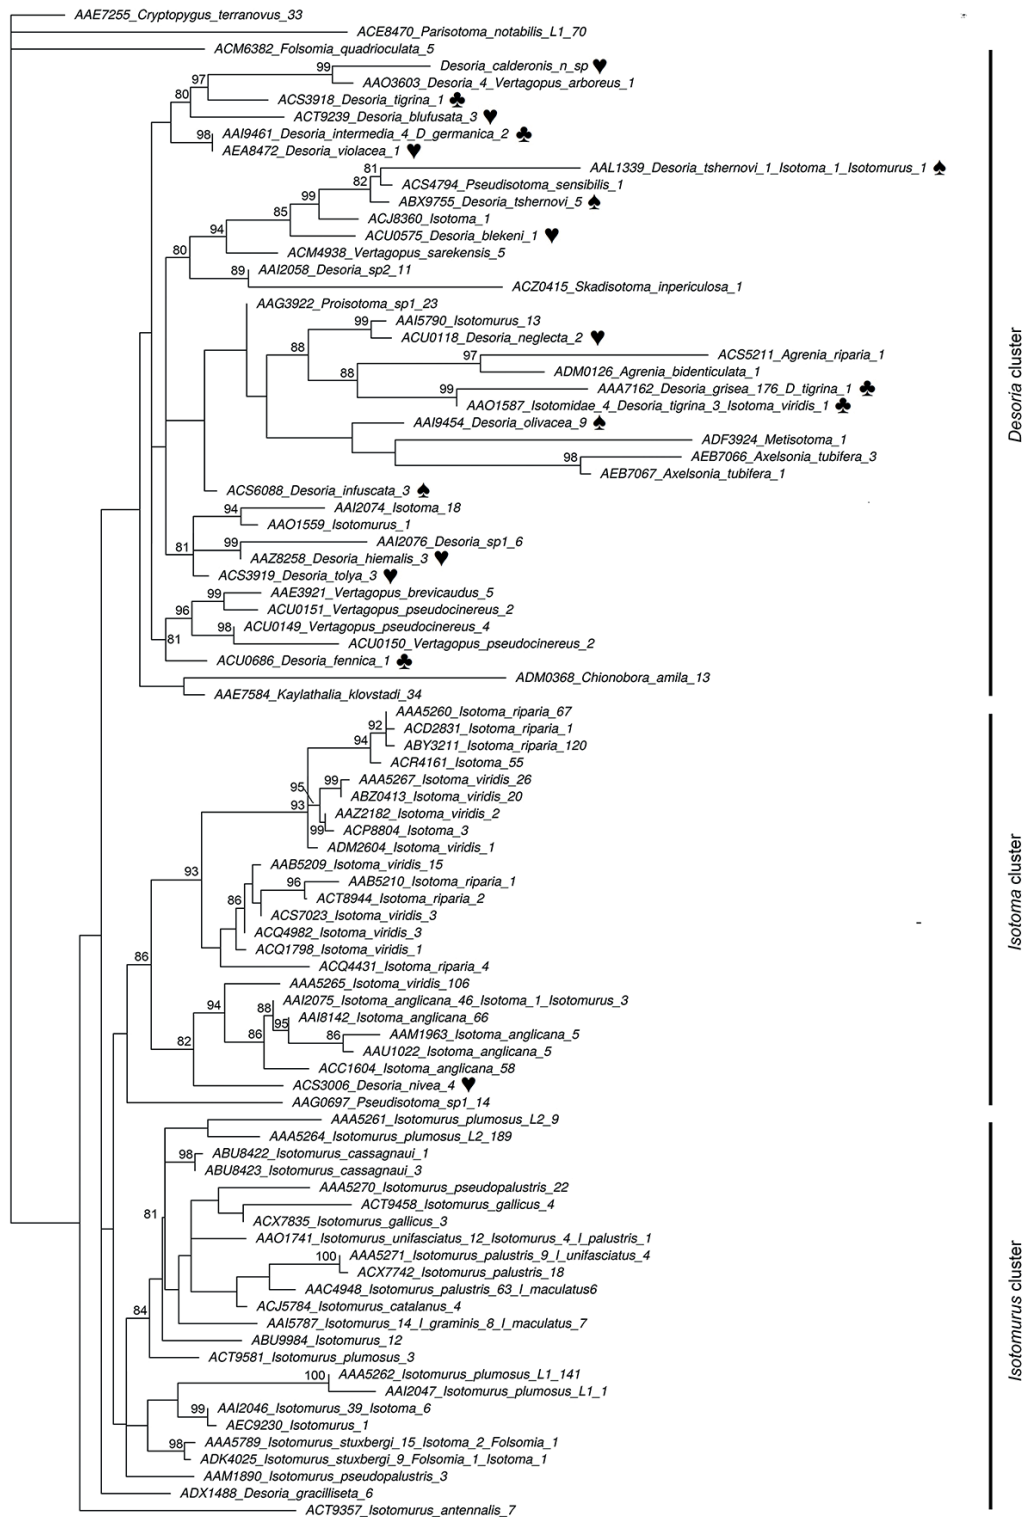 AAE7255_Cryptopygus_terranovus_33
ACE8470_Parisotoma_notabilis_L1_70
ACM6382_Folsomia_quadrioculata_5
99 Desoria_calderonis_n_sp ♥
97 AAO3603_Desoria_4_Vertagopus_arboreus_1
80 ACS3918_Desoria_tigrina_1 ♣
ACT9239_Desoria_blufusata_3 ♥
98 AAI9461_Desoria_intermedia_4_D_germanica_2 ♣
AEA8472_Desoria_violacea_1 ♥
81 AAL1339_Desoria_tshernovi_1_Isotoma_1_Isotomurus_1 ♠
82 ACS4794_Pseudisotoma_sensibilis_1
99 ABX9755_Desoria_tshernovi_5 ♠
85 ACJ8360_Isotoma_1
94 ACU0575_Desoria_blekeni_1 ♥
80 ACM4938_Vertagopus_sarekensis_5
89 AAI2058_Desoria_sp2_11
ACZ0415_Skadisotoma_inpericulosa_1
AAG3922_Proisotoma_sp1_23
99 AAI5790_Isotomurus_13
88 ACU0118_Desoria_neglecta_2 ♥
97 ACS5211_Agrenia_riparia_1
88 ADM0126_Agrenia_bidenticulata_1
99 AAA7162_Desoria_grisea_176_D_tigrina_1 ♣
AAO1587_Isotomidae_4_Desoria_tigrina_3_Isotoma_viridis_1 ♣
AAI9454_Desoria_olivacea_9 ♠
ADF3924_Metisotoma_1
98 AEB7066_Axelsonia_tubifera_3
AEB7067_Axelsonia_tubifera_1
ACS6088_Desoria_infuscata_3 ♠
94 AAI2074_Isotoma_18
AAO1559_Isotomurus_1
81 99 AAI2076_Desoria_sp1_6
AAZ8258_Desoria_hiemalis_3 ♥
ACS3919_Desoria_tolya_3 ♥
99 AAE3921_Vertagopus_brevicaudus_5
96 ACU0151_Vertagopus_pseudocinereus_2
98 ACU0149_Vertagopus_pseudocinereus_4
81 ACU0150_Vertagopus_pseudocinereus_2
ACU0686_Desoria_fennica_1 ♣
ADM0368_Chionobora_amila_13
AAE7584_Kaylathalia_klovstadi_34
Desoria cluster
AAA5260_Isotoma_riparia_67
92 ACD2831_Isotoma_riparia_1
94 ABY3211_Isotoma_riparia_120
ACR4161_Isotoma_55
99 AAA5267_Isotoma_viridis_26
95 ABZ0413_Isotoma_viridis_20
93 AAZ2182_Isotoma_viridis_2
99 ACP8804_Isotoma_3
ADM2604_Isotoma_viridis_1
93 AAB5209_Isotoma_viridis_15
96 AAB5210_Isotoma_riparia_1
86 ACT8944_Isotoma_riparia_2
ACS7023_Isotoma_viridis_3
ACQ4982_Isotoma_viridis_3
ACQ1798_Isotoma_viridis_1
86 ACQ4431_Isotoma_riparia_4
AAA5265_Isotoma_viridis_106
94 88 AAI2075_Isotoma_anglicana_46_Isotoma_1_Isotomurus_3
95 AAI8142_Isotoma_anglicana_66
82 86 86 AAM1963_Isotoma_anglicana_5
AAU1022_Isotoma_anglicana_5
ACC1604_Isotoma_anglicana_58
ACS3006_Desoria_nivea_4 ♥
AAG0697_Pseudisotoma_sp1_14
Isotoma cluster
AAA5261_Isotomurus_plumosus_L2_9
AAA5264_Isotomurus_plumosus_L2_189
98 ABU8422_Isotomurus_cassagnaui_1
ABU8423_Isotomurus_cassagnaui_3
AAA5270_Isotomurus_pseudopalustris_22
81 ACT9458_Isotomurus_gallicus_4
ACX7835_Isotomurus_gallicus_3
AAO1741_Isotomurus_unifasciatus_12_Isotomurus_4_I_palustris_1
100 AAA5271_Isotomurus_palustris_9_I_unifasciatus_4
ACX7742_Isotomurus_palustris_18
AAC4948_Isotomurus_palustris_63_I_maculatus6
84 ACJ5784_Isotomurus_catalanus_4
AAI5787_Isotomurus_14_I_graminis_8_I_maculatus_7
ABU9984_Isotomurus_12
ACT9581_Isotomurus_plumosus_3
100 AAA5262_Isotomurus_plumosus_L1_141
AAI2047_Isotomurus_plumosus_L1_1
99 AAI2046_Isotomurus_39_Isotoma_6
AEC9230_Isotomurus_1
98 AAA5789_Isotomurus_stuxbergi_15_Isotoma_2_Folsomia_1
ADK4025_Isotomurus_stuxbergi_9_Folsomia_1_Isotoma_1
AAM1890_Isotomurus_pseudopalustris_3
ADX1488_Desoria_gracilliseta_6
ACT9357_Isotomurus_antennalis_7
Isotomurus cluster